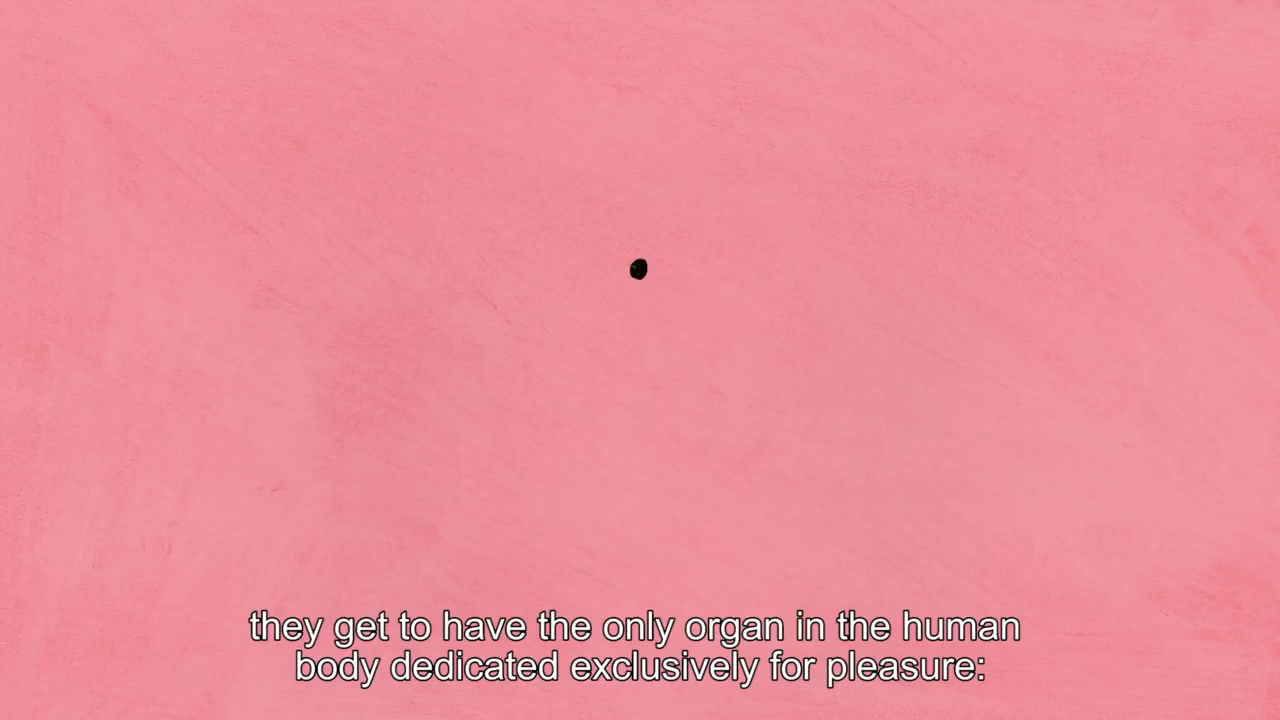 they get to have the only organ in the human
body dedicated exclusively for pleasure: